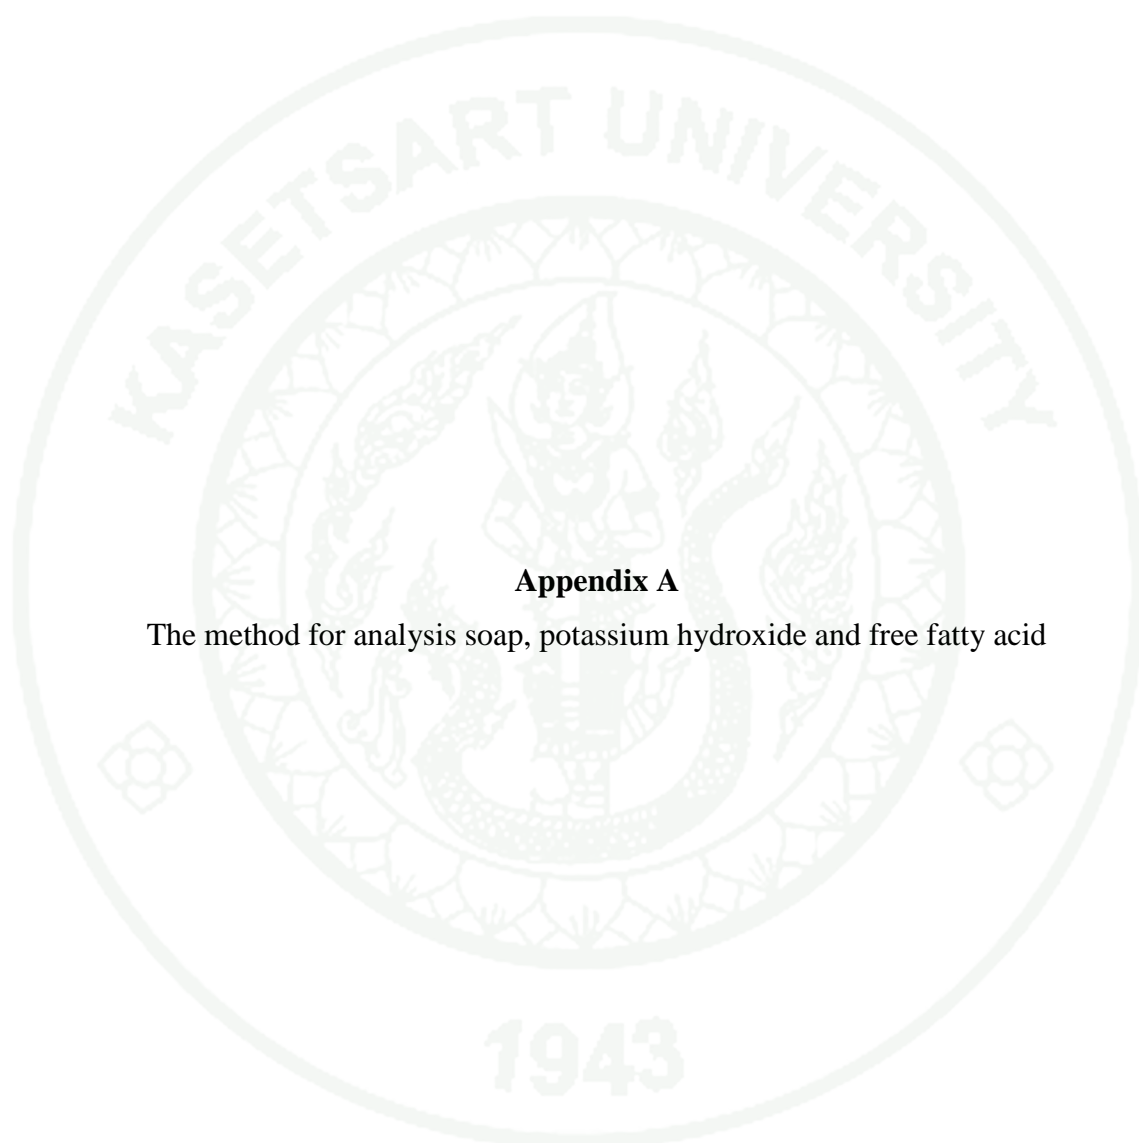 KASETSART UNIVERSITY
Appendix A
The method for analysis soap, potassium hydroxide and free fatty acid
1943